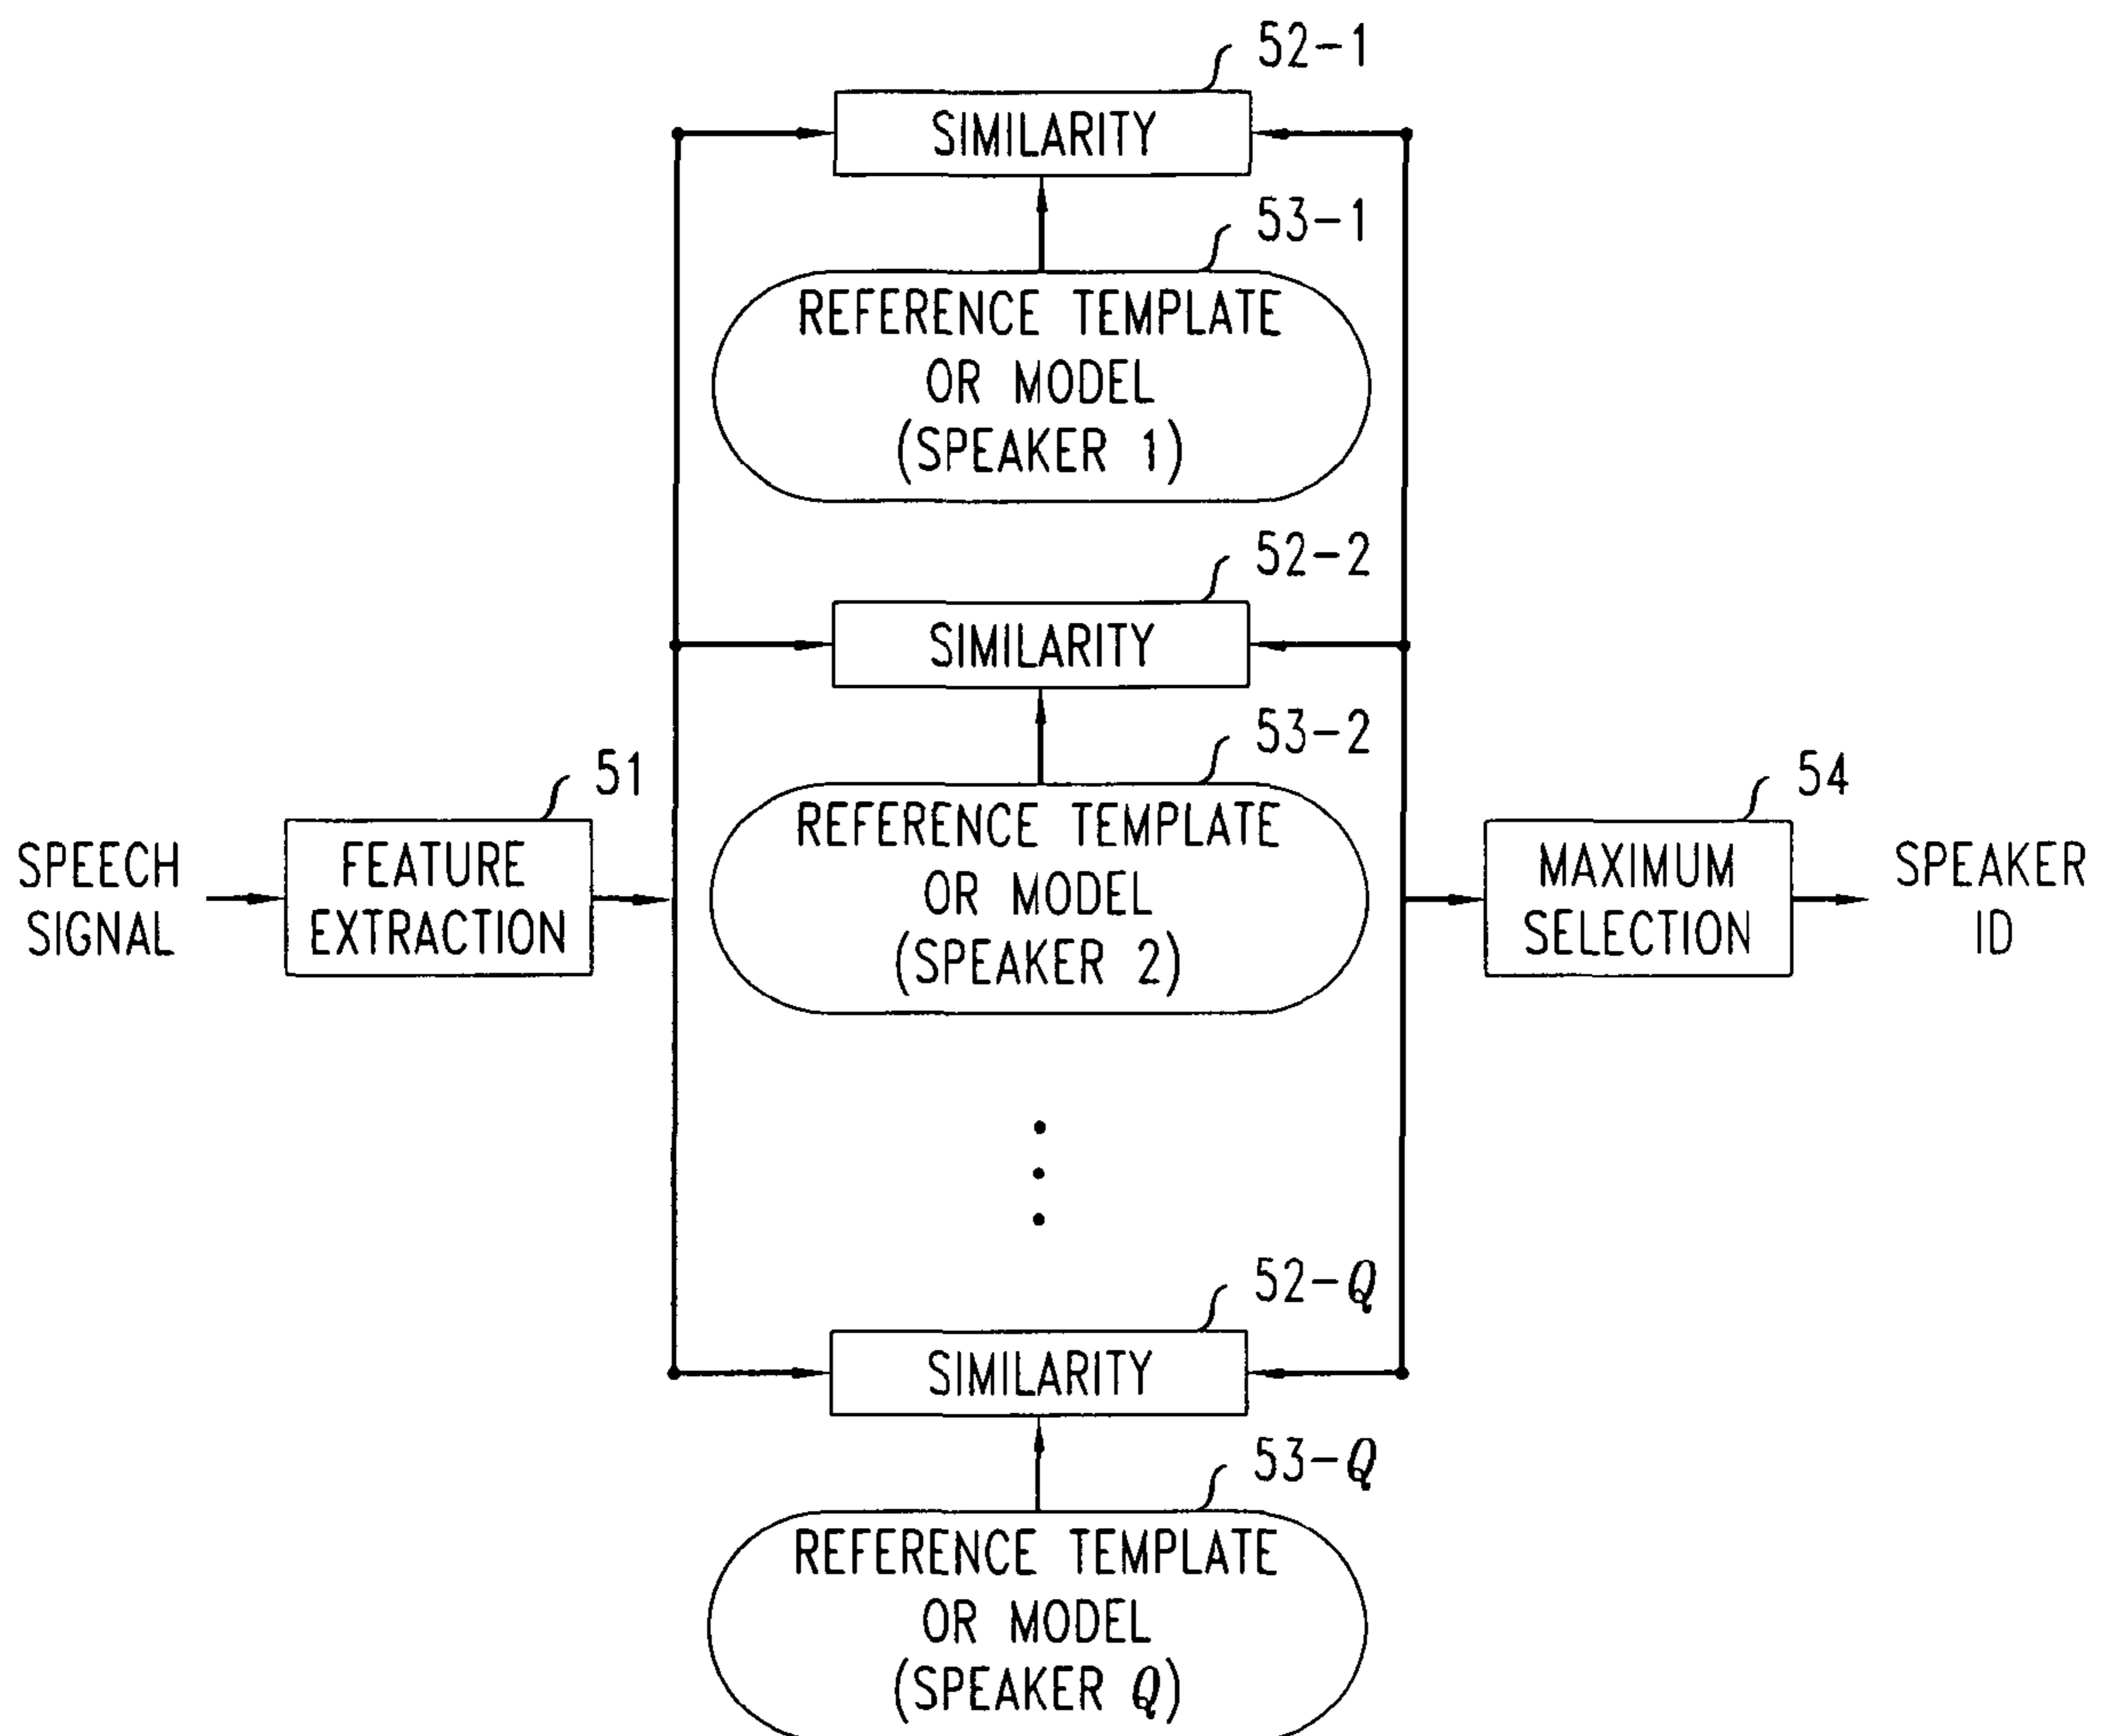 52-1
SIMILARITY
53-1
REFERENCE TEMPLATE
OR MODEL
(SPEAKER 1)
52-2
SIMILARITY
53-2
REFERENCE TEMPLATE
OR MODEL
(SPEAKER 2)
51
SPEECH
SIGNAL
FEATURE
EXTRACTION
54
MAXIMUM
SELECTION
SPEAKER
ID
52-Q
SIMILARITY
53-Q
REFERENCE TEMPLATE
OR MODEL
(SPEAKER Q)